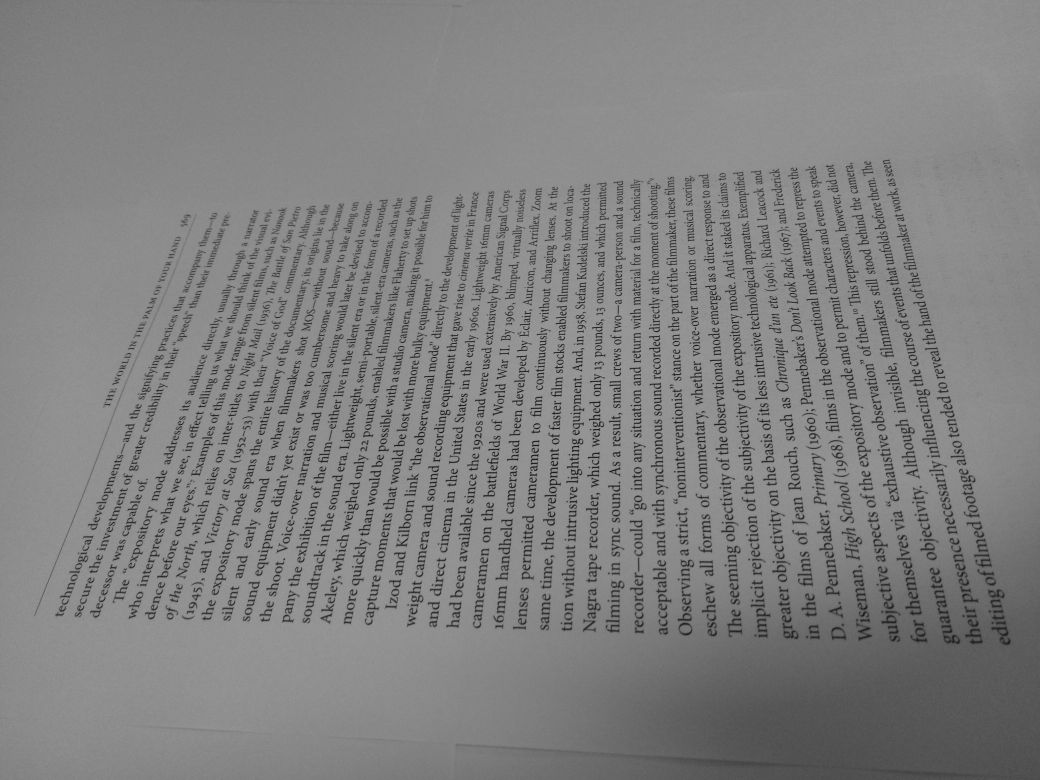 THE WORLD IN THE PALM OF YOUR HAND 569
technological developments—and the signifying practices that accompany them—to
secure the investment of greater credibility in their “‘speech’ than their immediate pre-
decessor was capable of.
The “expository mode addresses its audience directly, usually through a narrator
who interprets what we see, in effect telling us what we should think of the visual evi-
dence before our eyes.”⁷ Examples of this mode range from silent films, such as Nanook
of the North, which relies on inter-titles to Night Mail (1936), The Battle of San Pietro
(1945), and Victory at Sea (1952–53) with their “Voice of God” commentary. Although
the expository mode spans the entire history of the documentary, its origins lie in the
silent and early sound era when filmmakers shot MOS—without sound—because
sound equipment didn’t yet exist or was too cumbersome and heavy to take along on
the shoot. Voice-over narration and musical scoring would later be devised to accom-
pany the exhibition of the film—either live in the silent era or in the form of a recorded
soundtrack in the sound era. Lightweight, semi-portable, silent-era cameras, such as the
Akeley, which weighed only 22 pounds, enabled filmmakers like Flaherty to set up shots
more quickly than would be possible with a studio camera, making it possible for him to
capture moments that would be lost with more bulky equipment.⁸
Izod and Kilborn link “the observational mode” directly to the development of light-
weight camera and sound recording equipment that gave rise to cinema verite in France
and direct cinema in the United States in the early 1960s. Lightweight 16mm cameras
had been available since the 1920s and were used extensively by American Signal Corps
cameramen on the battlefields of World War II. By 1960, blimped, virtually noiseless
16mm handheld cameras had been developed by Éclair, Auricon, and Arriflex. Zoom
lenses permitted cameramen to film continuously without changing lenses. At the
same time, the development of faster film stocks enabled filmmakers to shoot on loca-
tion without intrusive lighting equipment. And, in 1958, Stefan Kudelski introduced the
Nagra tape recorder, which weighed only 13 pounds, 13 ounces, and which permitted
filming in sync sound. As a result, small crews of two—a camera-person and a sound
recorder—could “go into any situation and return with material for a film, technically
acceptable and with synchronous sound recorded directly at the moment of shooting.”⁹
Observing a strict, “noninterventionist” stance on the part of the filmmaker, these films
eschew all forms of commentary, whether voice-over narration or musical scoring.
The seeming objectivity of the observational mode emerged as a direct response to and
implicit rejection of the subjectivity of the expository mode. And it staked its claims to
greater objectivity on the basis of its less intrusive technological apparatus. Exemplified
in the films of Jean Rouch, such as Chronique d’un ete (1961); Richard Leacock and
D. A. Pennebaker, Primary (1960); Pennebaker’s Don’t Look Back (1967); and Frederick
Wiseman, High School (1968), films in the observational mode attempted to repress the
subjective aspects of the expository mode and to permit characters and events to speak
for themselves via “exhaustive observation” of them.” This repression, however, did not
guarantee objectivity. Although invisible, filmmakers still stood behind the camera,
their presence necessarily influencing the course of events that unfolds before them. The
editing of filmed footage also tended to reveal the hand of the filmmaker at work, as seen